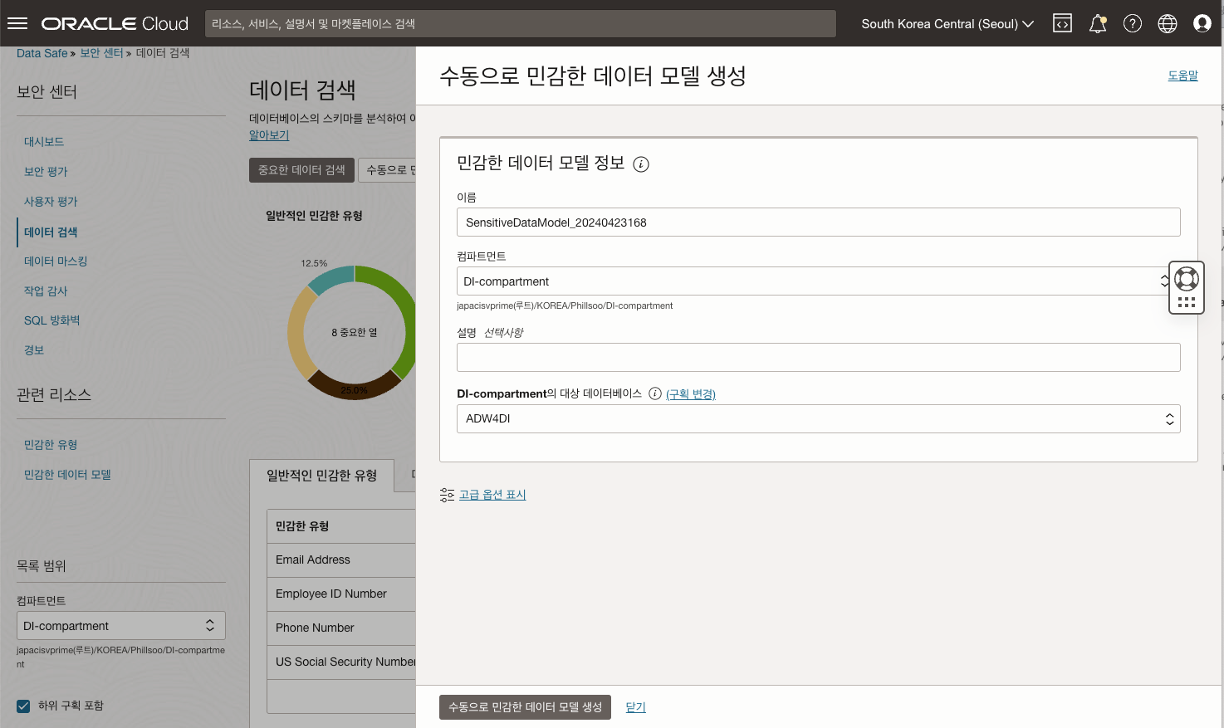 ORACLE Cloud
리소스, 서비스, 설명서 및 마켓플레이스 검색
South Korea Central (Seoul)
Data Safe » 보안 센터 » 데이터 검색
보안 센터
대시보드
보안 평가
사용자 평가
데이터 검색
데이터 마스킹
작업 감사
SQL 방화벽
경보
관련 리소스
민감한 유형
민감한 데이터 모델
목록 범위
컴파트먼트
DI-compartment
japacisvprime(루트)/KOREA/Phillsoo/DI-compartme
nt
하위 구획 포함
데이터 검색
데이터베이스의 스키마를 분석하여
알아보기
중요한 데이터 검색
수동으로
일반적인 민감한 유형
12.5%
8 중요한 열
25.0%
일반적인 민감한 유형
민감한 유형
Email Address
Employee ID Number
Phone Number
US Social Security Number
수동으로 민감한 데이터 모델 생성
도움말
민감한 데이터 모델 정보
이름
SensitiveDataModel_20240423168
컴파트먼트
DI-compartment
japacisvprime(루트)/KOREA/Phillsoo/DI-compartment
설명 선택사항
DI-compartment의 대상 데이터베이스 (구획 변경)
ADW4DI
고급 옵션 표시
수동으로 민감한 데이터 모델 생성
닫기